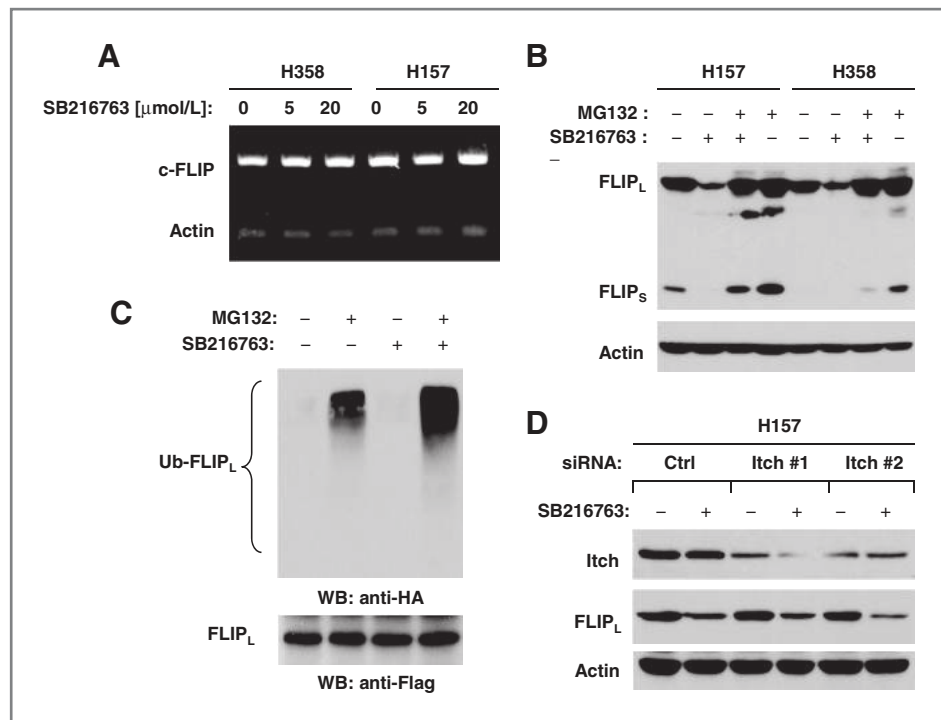 A
H358 H157
SB216763 [μmol/L]: 0 5 20 0 5 20
c-FLIP
Actin
B
H157 H358
MG132 : – – + + – – + +
SB216763 : – + + – – + + –
–
FLIPL
FLIPS
Actin
C
MG132: – + – +
SB216763: – – + +
Ub-FLIPL
WB: anti-HA
FLIPL
WB: anti-Flag
D
H157
siRNA: Ctrl Itch #1 Itch #2
SB216763: – + – + – +
Itch
FLIPL
Actin